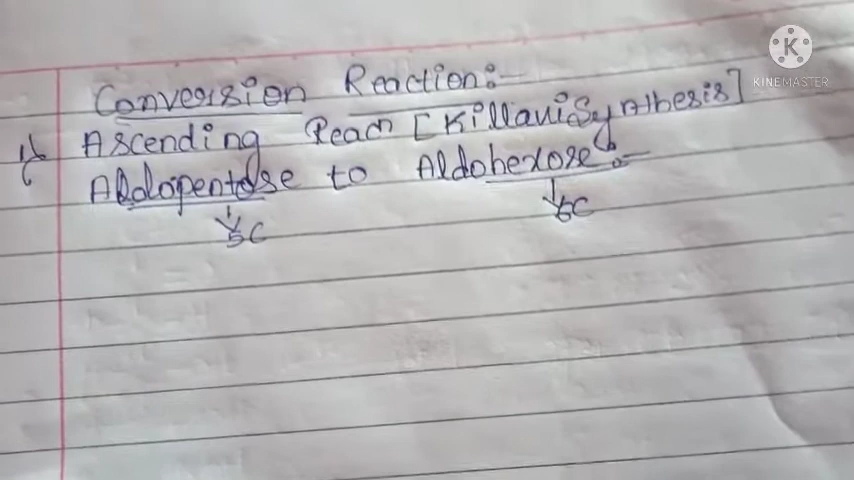 KINEMASTER
Conversion Reaction:-
1) Ascending Reacn [Killani Synthesis]
Aldopentose to Aldohexose:-
5C 6C